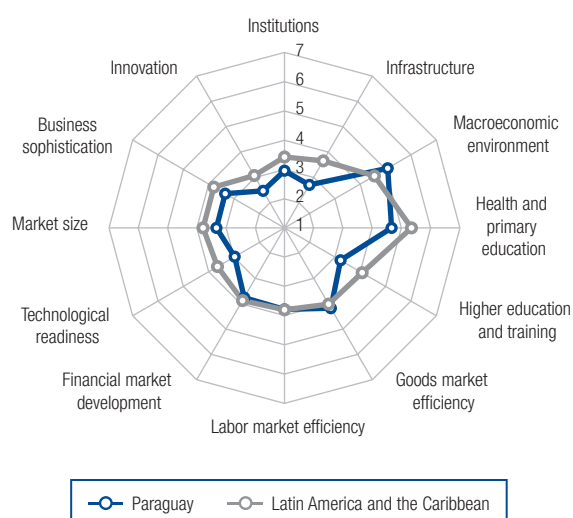 Institutions
Infrastructure
Macroeconomic
environment
Health and
primary
education
Higher education
and training
Goods market
efficiency
Labor market efficiency
Financial market
development
Technological
readiness
Market size
Business
sophistication
Innovation
7
6
5
4
3
2
1
Paraguay
Latin America and the Caribbean